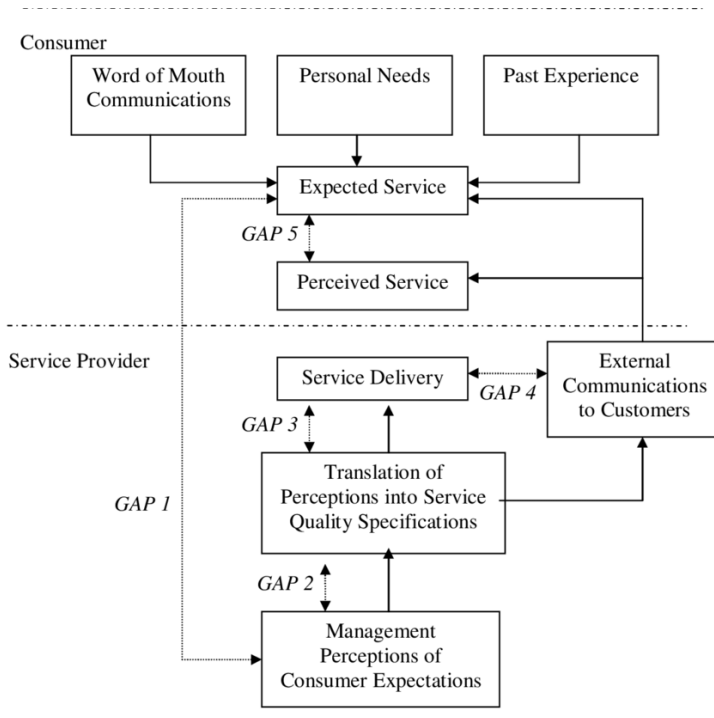 Consumer
Word of Mouth
Communications
Personal Needs
Past Experience
Expected Service
GAP 5
Perceived Service
Service Provider
Service Delivery
GAP 4
External
Communications
to Customers
GAP 3
Translation of
Perceptions into Service
Quality Specifications
GAP 1
GAP 2
Management
Perceptions of
Consumer Expectations